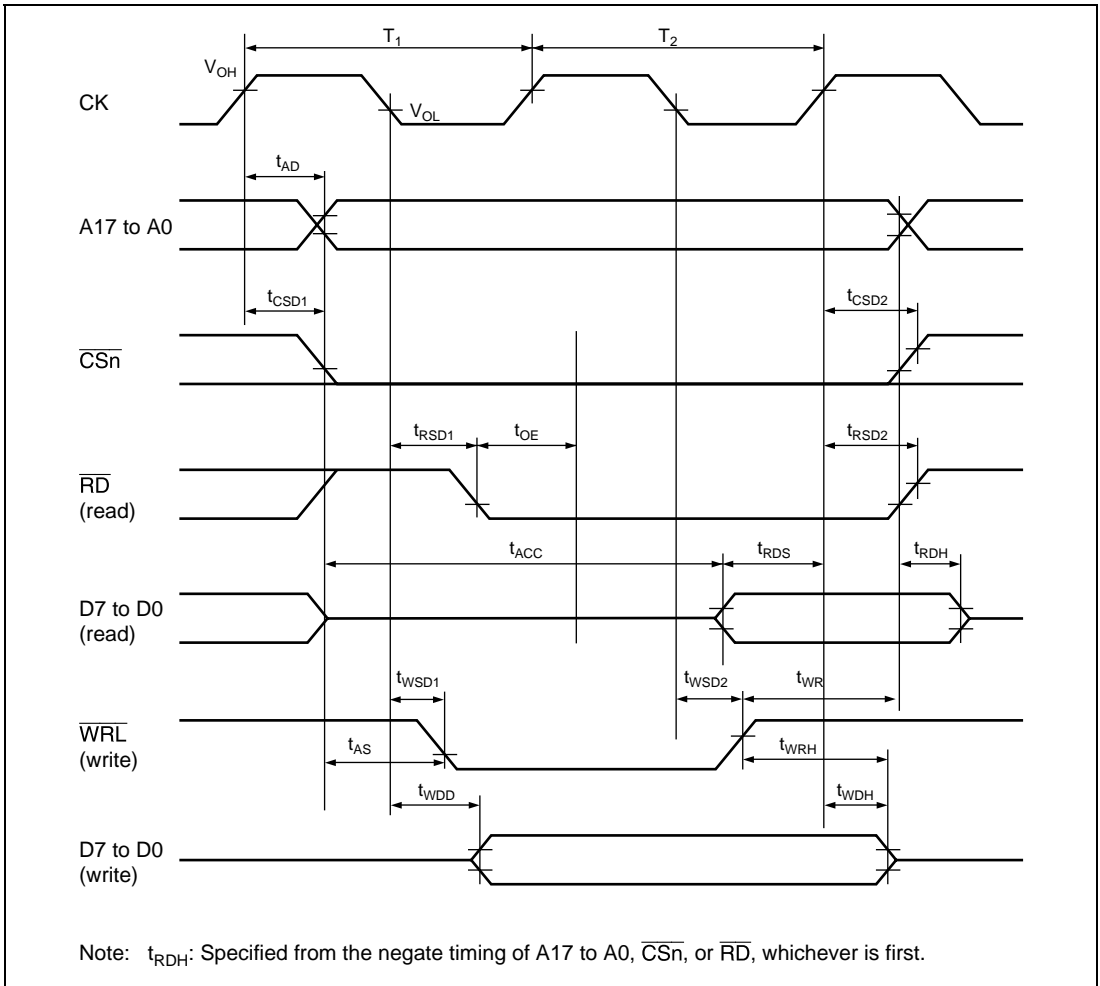 T1 T2
VOH
CK
VOL
tAD
A17 to A0
tCSD1 tCSD2
CSn
tRSD1 tOE tRSD2
RD
(read)
tACC tRDS tRDH
D7 to D0
(read)
tWSD1 tWSD2 tWR
WRL
(write)
tAS tWRH
tWDD tWDH
D7 to D0
(write)
Note: tRDH: Specified from the negate timing of A17 to A0, CSn, or RD, whichever is first.